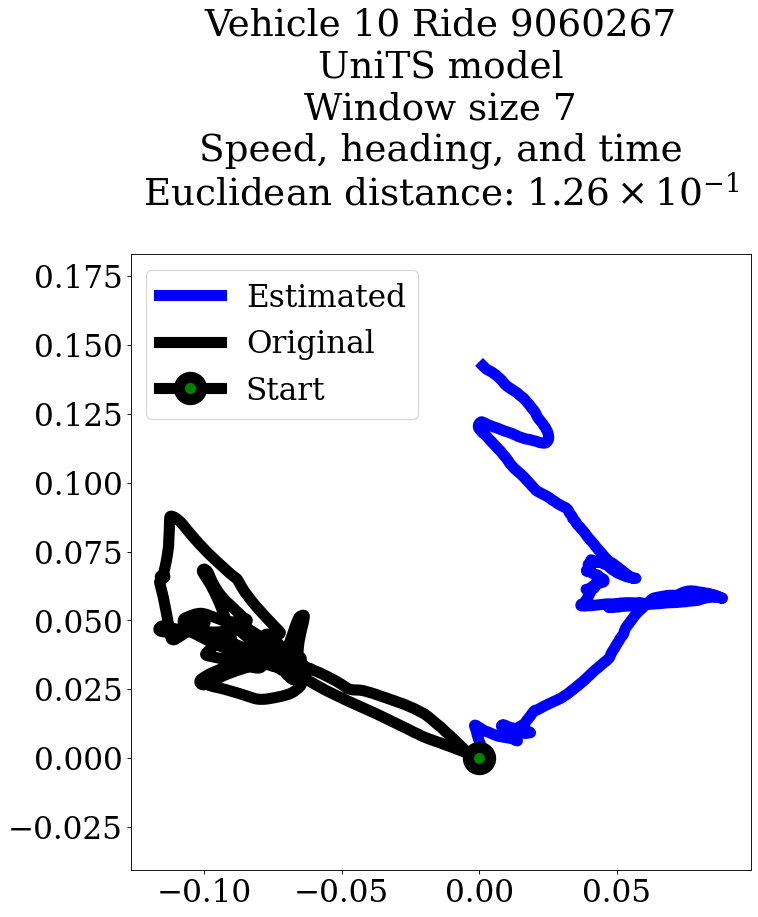 Vehicle 10 Ride 9060267
UniTS model
Window size 7
Speed, heading, and time
Euclidean distance: 1.26 × 10⁻¹
Estimated
Original
Start
0.175
0.150
0.125
0.100
0.075
0.050
0.025
0.000
−0.025
−0.10
−0.05
0.00
0.05